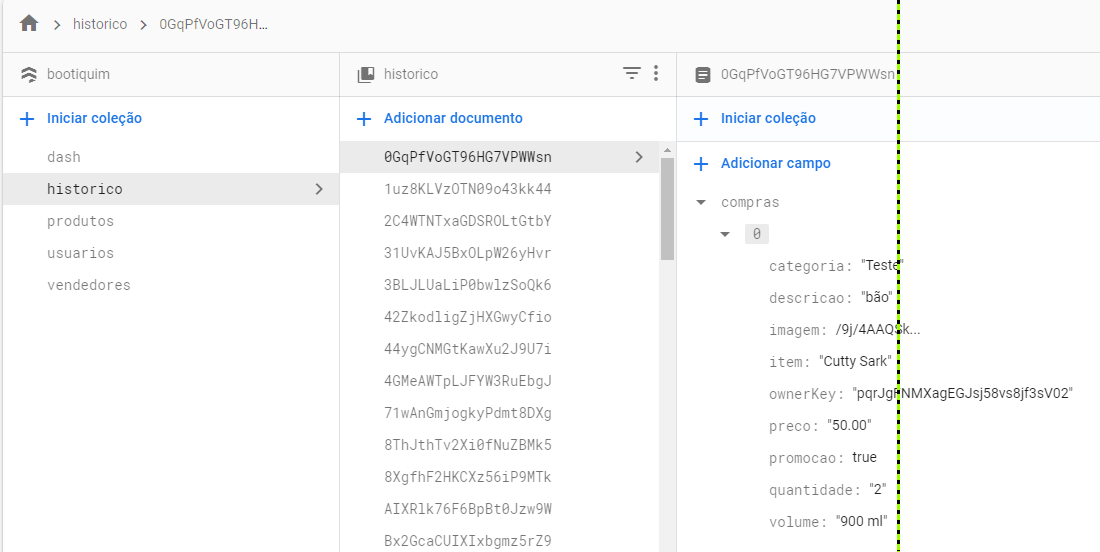 historico 0GqPfVoGT96H...
bootiquim
Iniciar coleção
dash
historico
produtos
usuarios
vendedores
historico
Adicionar documento
0GqPfVoGT96HG7VPWWsn
1uz8KLVzOTN09o43kk44
2C4WTNTxaGDSROLtGtbY
31UvKAJ5BxOLpW26yHvr
3BLJLUaLiP0bwlzSoQk6
42ZkodligZjHXGwyCfio
44ygCNMGtKawXu2J9U7i
4GMeAWTpLJFYW3RuEbgJ
71wAnGmjogkyPdmt8DXg
8ThJthTv2Xi0fNuZBMk5
8XgfhF2HKCXz56iP9MTk
AIXRlk76F6BpBt0Jzw9W
Bx2GcaCUIXIxbgmz5rZ9
0GqPfVoGT96HG7VPWWsn
Iniciar coleção
Adicionar campo
compras
0
categoria: "Teste"
descricao: "bão"
imagem: /9j/4AAQSk...
item: "Cutty Sark"
ownerKey:
preco: "50.00"
promocao: true
quantidade: "2"
volume: "900 ml"